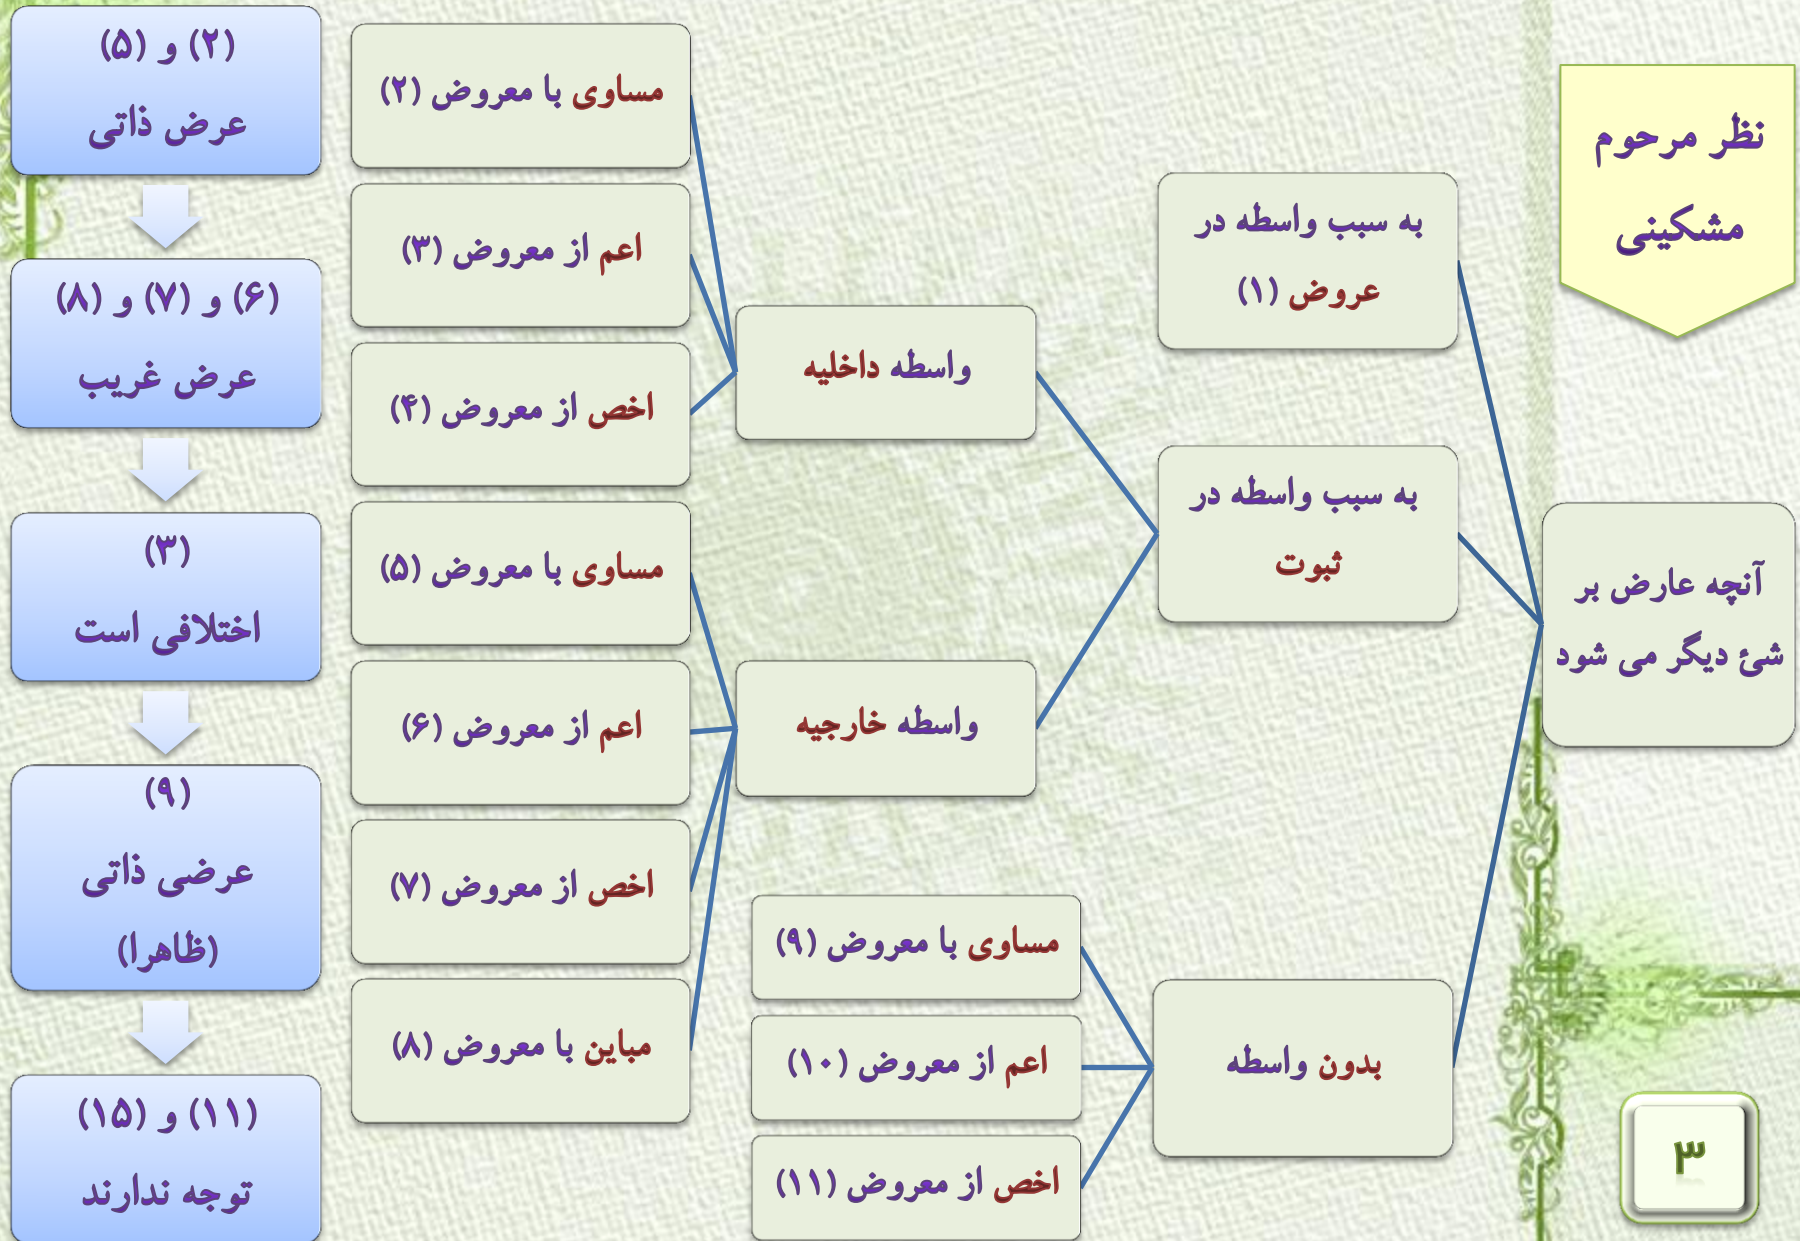 نظر مرحوم
مشکینی
آنچه عارض بر
شئ دیگر می شود
به سبب واسطه در
عروض (۱)
به سبب واسطه در
ثبوت
بدون واسطه
واسطه داخلیه
واسطه خارجیه
مساوی با معروض (۹)
اعم از معروض (۱۰)
اخص از معروض (۱۱)
مساوی با معروض (۲)
اعم از معروض (۳)
اخص از معروض (۴)
مساوی با معروض (۵)
اعم از معروض (۶)
اخص از معروض (۷)
مباین با معروض (۸)
(۲) و (۵)
عرض ذاتی
(۶) و (۷) و (۸)
عرض غریب
(۳)
اختلافی است
(۹)
عرضی ذاتی
(ظاهرا)
(۱۱) و (۱۵)
توجه ندارند
۳